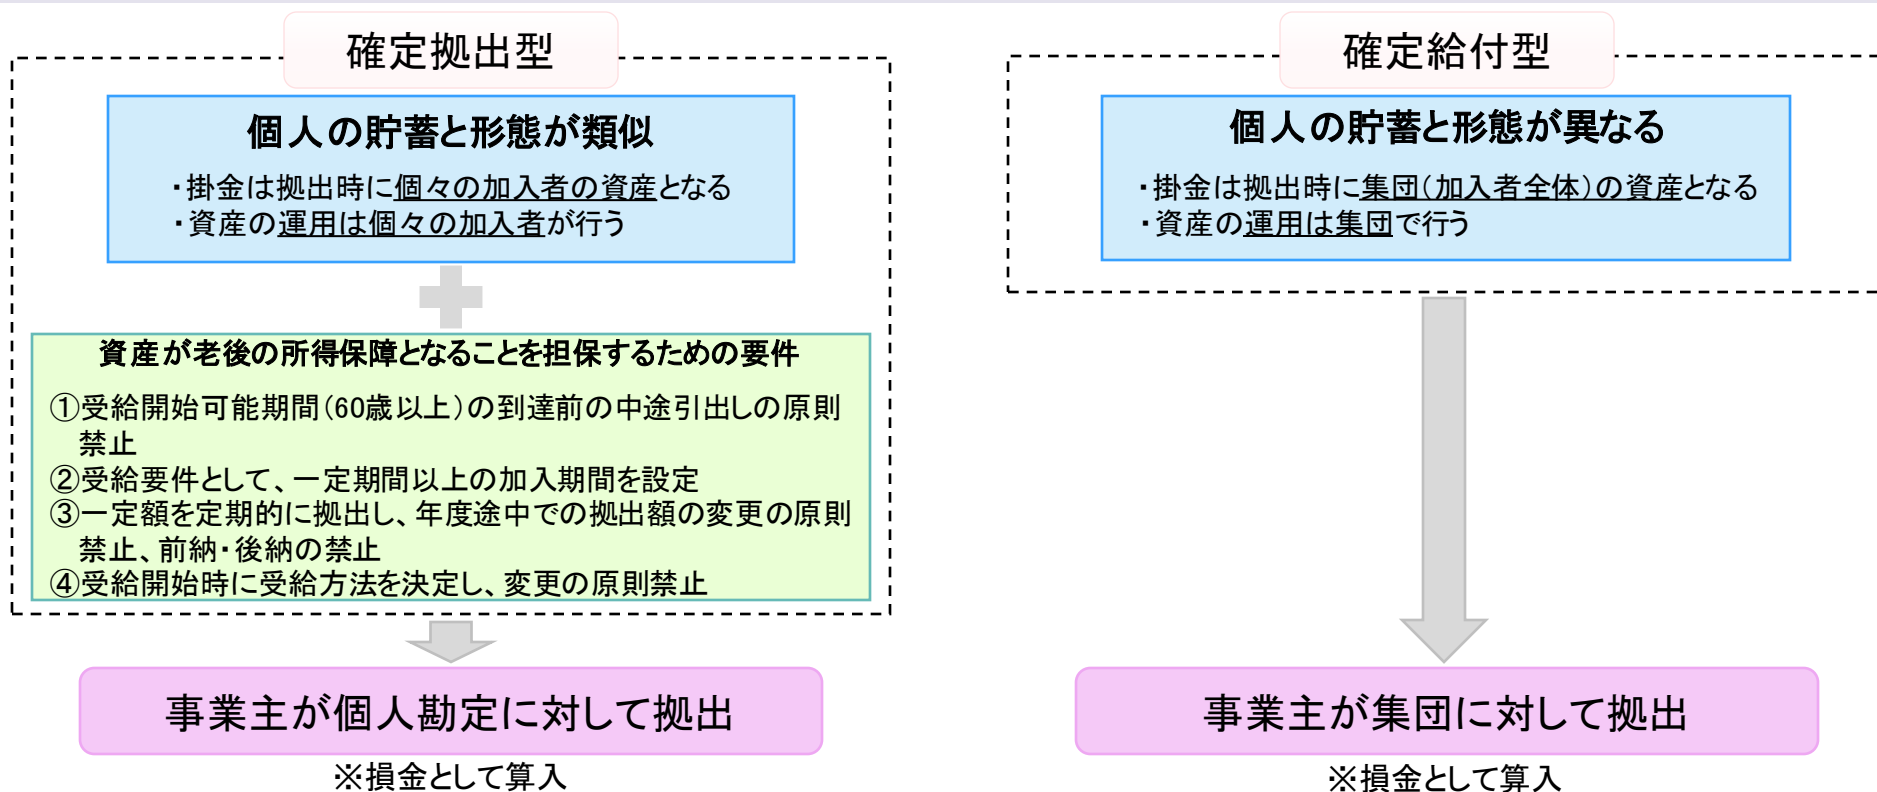 確定拠出型
個人の貯蓄と形態が類似
・掛金は拠出時に個々の加入者の資産となる
・資産の運用は個々の加入者が行う
資産が老後の所得保障となることを担保するための要件
①受給開始可能期間(60歳以上)の到達前の中途引出しの原則
禁止
②受給要件として、一定期間以上の加入期間を設定
③一定額を定期的に拠出し、年度途中での拠出額の変更の原則
禁止、前納・後納の禁止
④受給開始時に受給方法を決定し、変更の原則禁止
事業主が個人勘定に対して拠出
※損金として算入
確定給付型
個人の貯蓄と形態が異なる
・掛金は拠出時に集団(加入者全体)の資産となる
・資産の運用は集団で行う
事業主が集団に対して拠出
※損金として算入